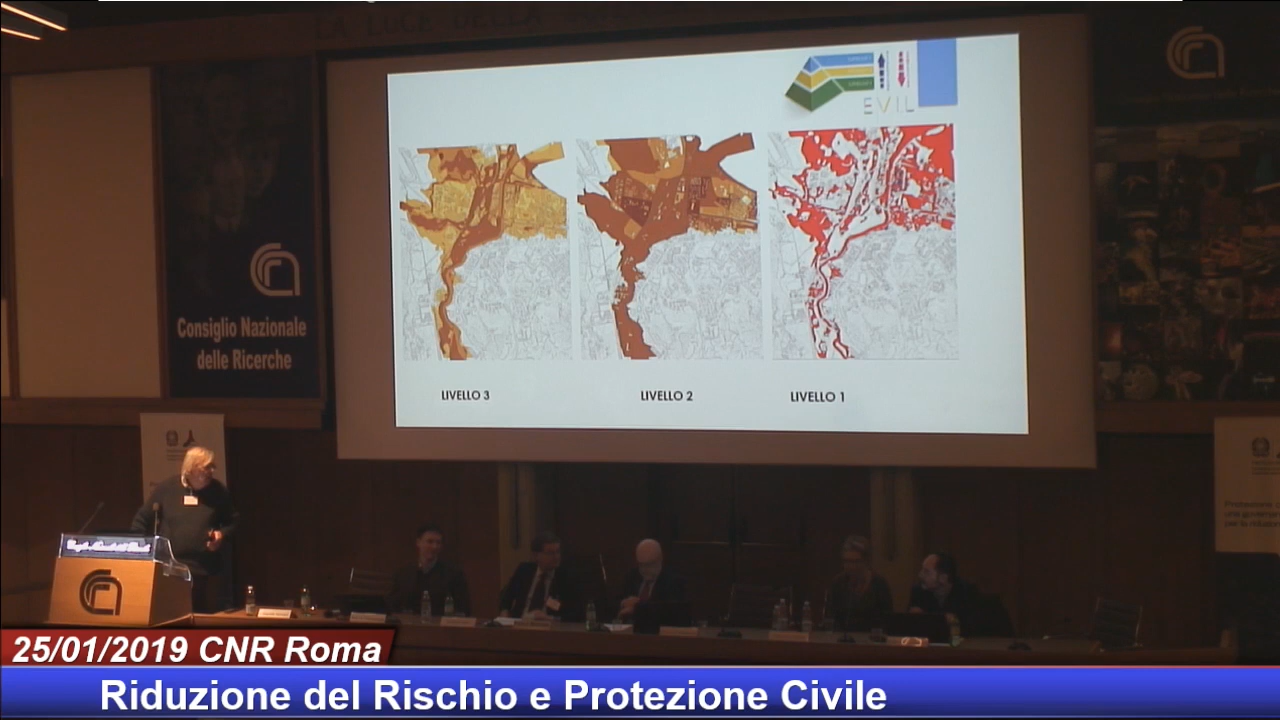 EVIL
LIVELLO 3
LIVELLO 2
LIVELLO 1
Consiglio Nazionale
delle Ricerche
25/01/2019 CNR Roma
Riduzione del Rischio e Protezione Civile